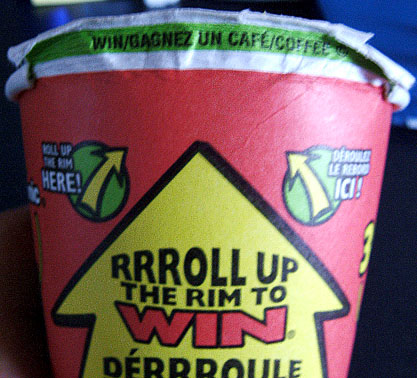 WIN/GAGNEZ UN CAFÉ/COFFEE
ROLL UP
THE RIM
HERE!
DÉROULEZ
LE REBORD
ICI!
RRROLL UP
THE RIM TO
WIN
DÉRRROULE